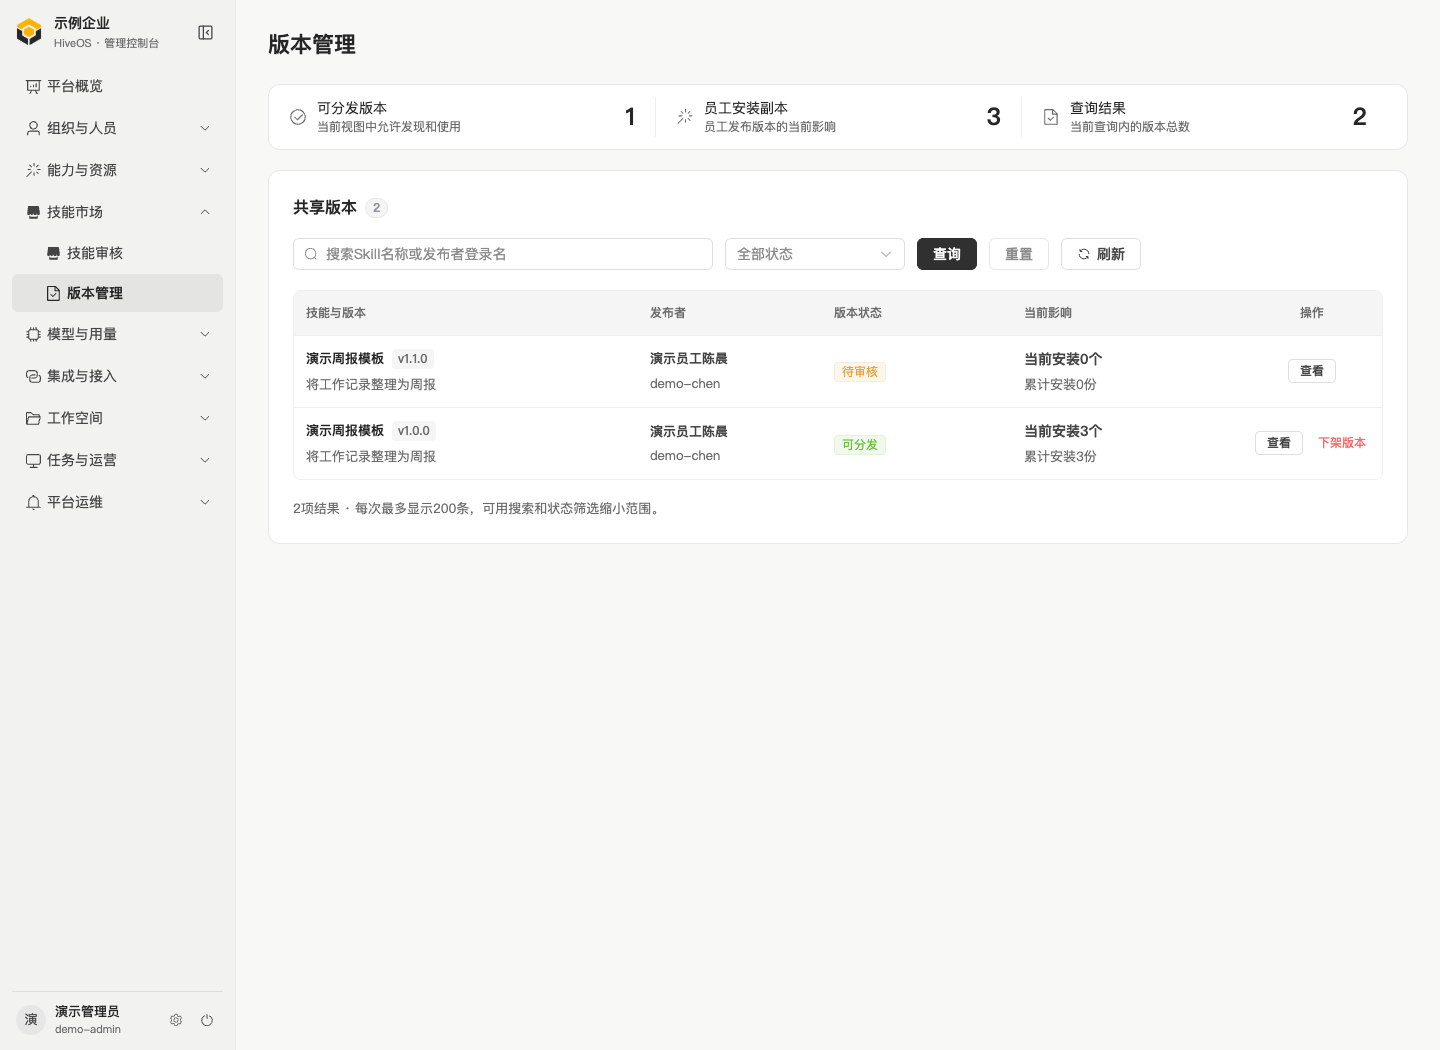 示例企业
HiveOS · 管理控制台
平台概览
组织与人员
能力与资源
技能市场
技能审核
版本管理
模型与用量
集成与接入
工作空间
任务与运营
平台运维
演
演示管理员
demo-admin
版本管理
可分发版本
当前视图中允许发现和使用
1
员工安装副本
员工发布版本的当前影响
3
查询结果
当前查询内的版本总数
2
共享版本 2
搜索Skill名称或发布者登录名
全部状态
查询
重置
刷新
技能与版本 发布者 版本状态 当前影响 操作
演示周报模板 v1.1.0
将工作记录整理为周报
演示员工陈晨
demo-chen
待审核
当前安装0个
累计安装0份
查看
演示周报模板 v1.0.0
将工作记录整理为周报
演示员工陈晨
demo-chen
可分发
当前安装3个
累计安装3份
查看 下架版本
2项结果 · 每次最多显示200条，可用搜索和状态筛选缩小范围。